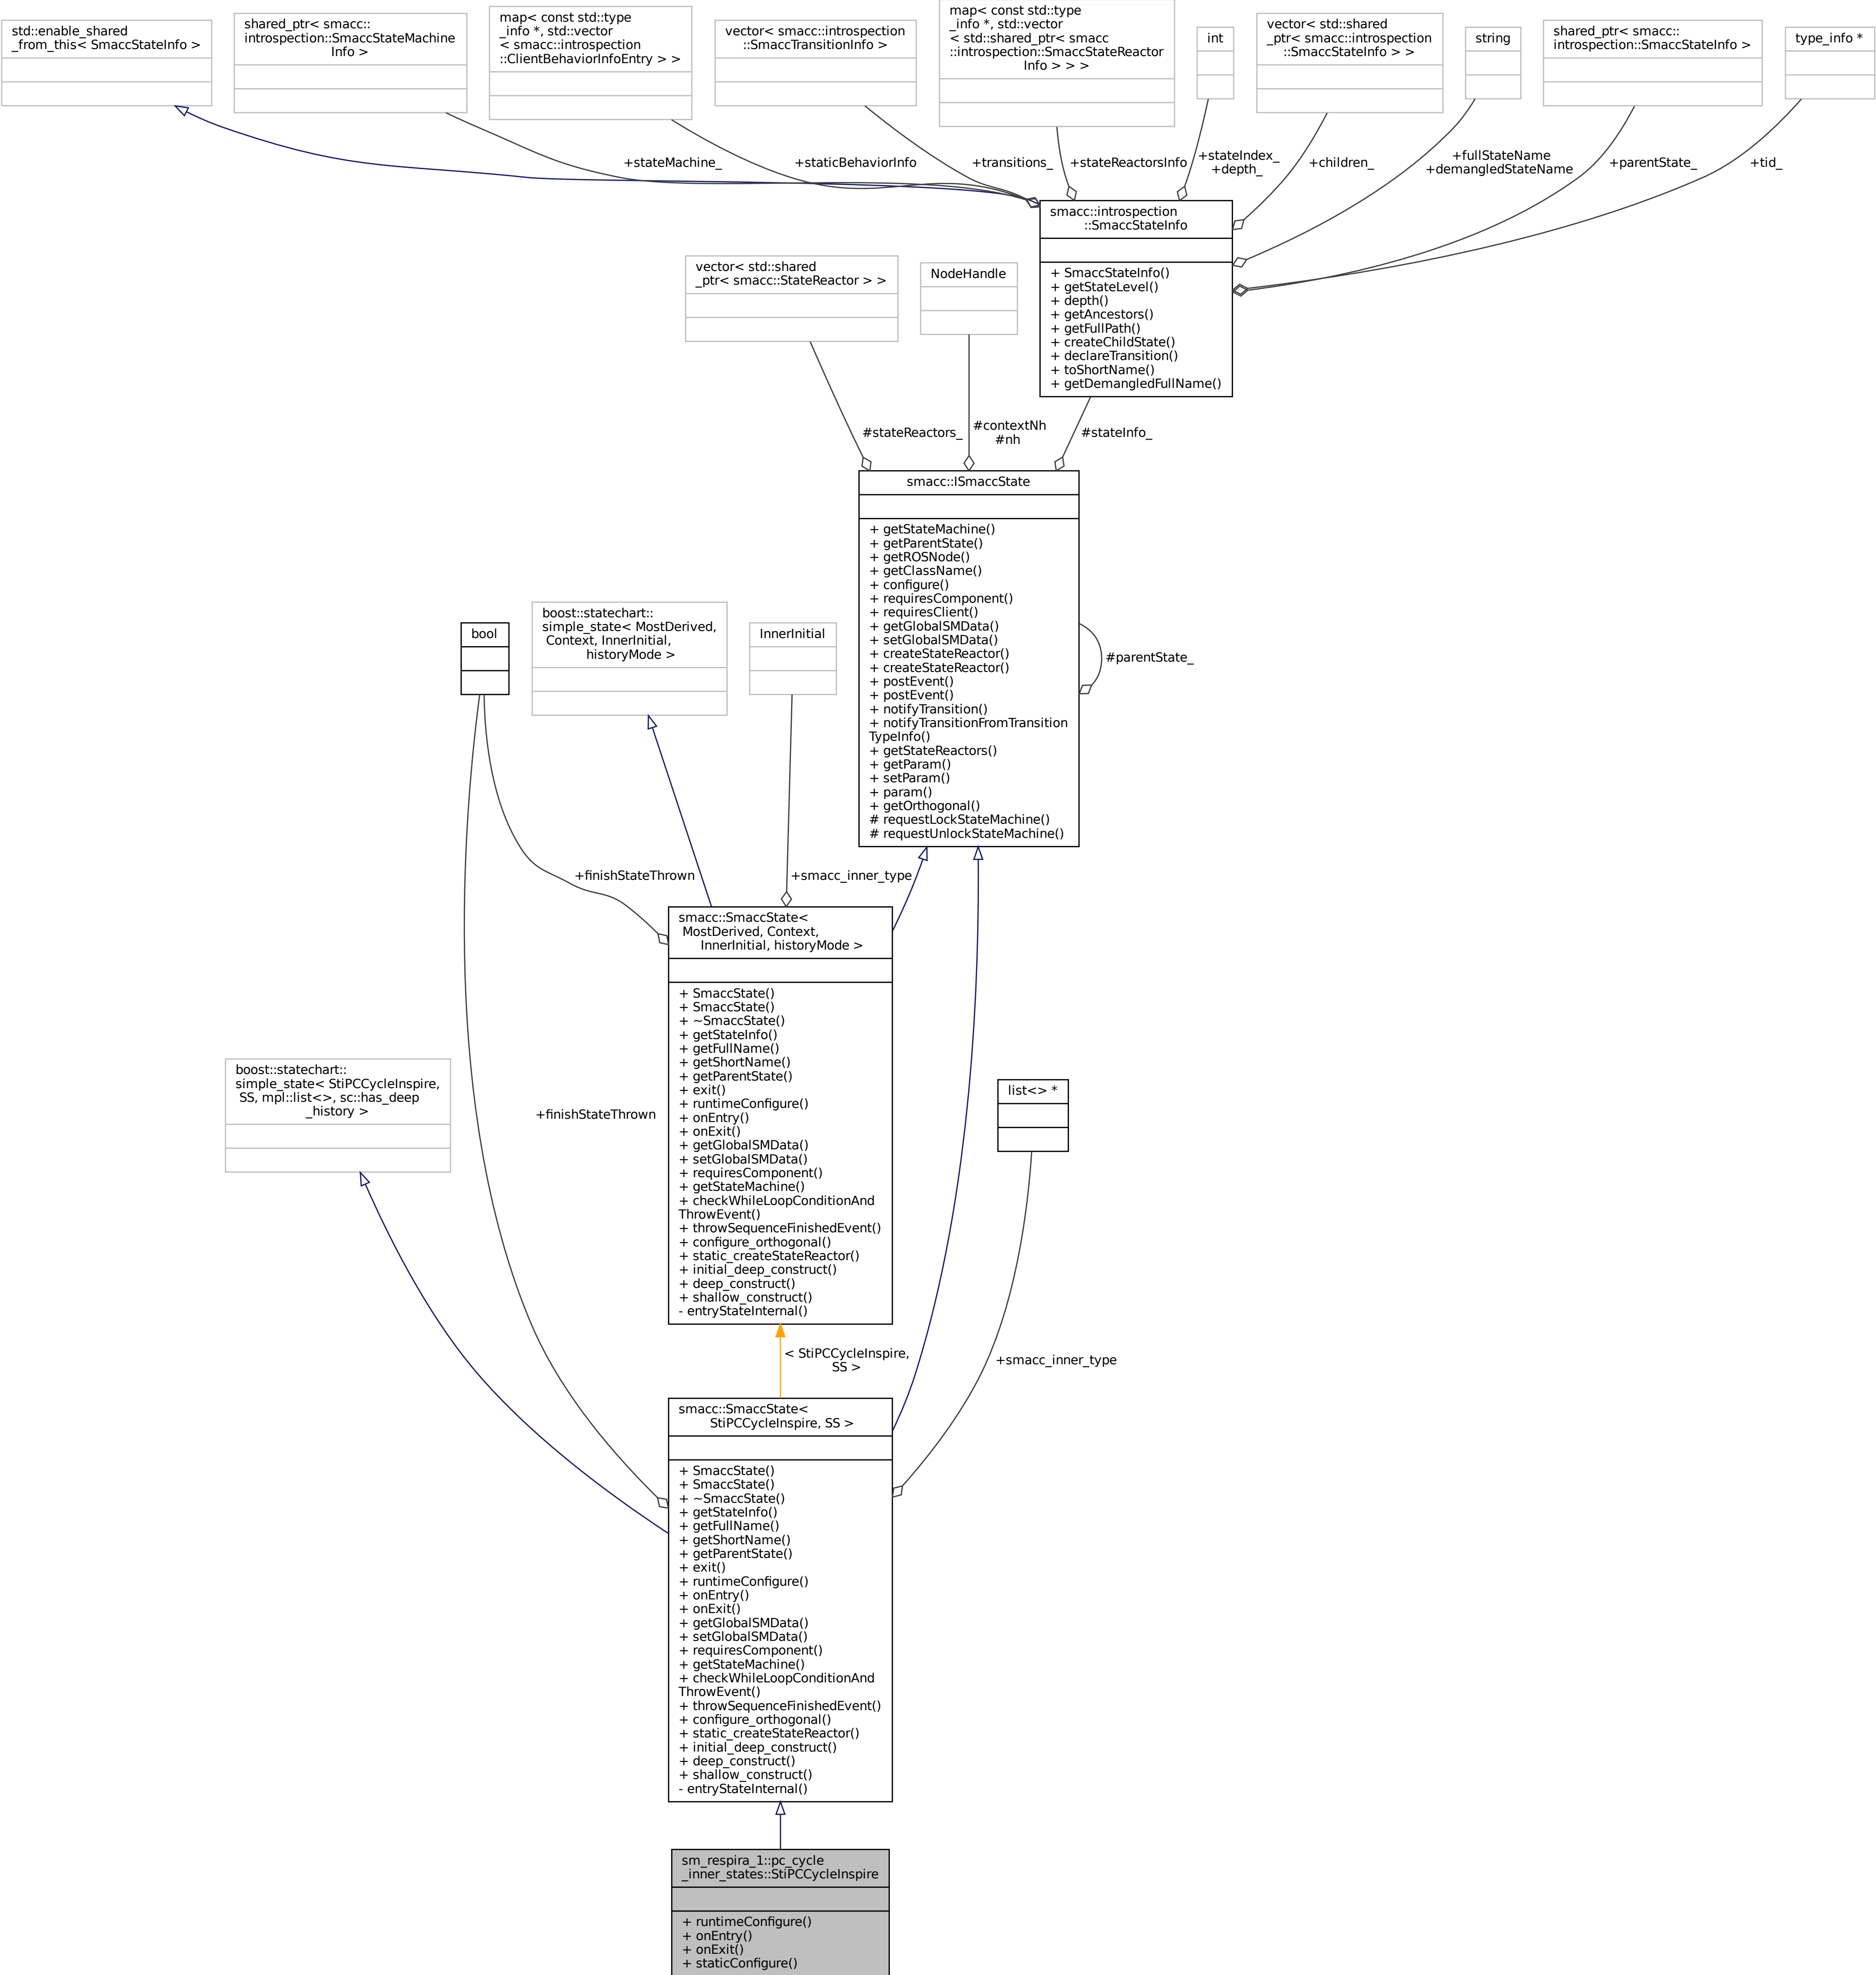 std::enable_shared
_from_this< SmaccStateInfo >
shared_ptr< smacc::
introspection::SmaccStateMachine
Info >
map< const std::type
_info *, std::vector
< smacc::introspection
::ClientBehaviorInfoEntry > >
vector< smacc::introspection
::SmaccTransitionInfo >
map< const std::type
_info *, std::vector
< std::shared_ptr< smacc
::introspection::SmaccStateReactor
Info > > >
int
vector< std::shared
_ptr< smacc::introspection
::SmaccStateInfo > >
string
shared_ptr< smacc::
introspection::SmaccStateInfo >
type_info *
+stateMachine_
+staticBehaviorInfo
+transitions_
+stateReactorsInfo
+stateIndex_
+depth_
+children_
+fullStateName
+demangledStateName
+parentState_
+tid_
smacc::introspection
::SmaccStateInfo
+ SmaccStateInfo()
+ getStateLevel()
+ depth()
+ getAncestors()
+ getFullPath()
+ createChildState()
+ declareTransition()
+ toShortName()
+ getDemangledFullName()
vector< std::shared
_ptr< smacc::StateReactor > >
NodeHandle
#stateReactors_
#contextNh
#nh
#stateInfo_
smacc::ISmaccState
+ getStateMachine()
+ getParentState()
+ getROSNode()
+ getClassName()
+ configure()
+ requiresComponent()
+ requiresClient()
+ getGlobalSMData()
+ setGlobalSMData()
+ createStateReactor()
+ createStateReactor()
+ postEvent()
+ postEvent()
+ notifyTransition()
+ notifyTransitionFromTransition
TypeInfo()
+ getStateReactors()
+ getParam()
+ setParam()
+ param()
+ getOrthogonal()
# requestLockStateMachine()
# requestUnlockStateMachine()
#parentState_
bool
boost::statechart::
simple_state< MostDerived,
Context, InnerInitial,
historyMode >
InnerInitial
+finishStateThrown
+smacc_inner_type
smacc::SmaccState<
MostDerived, Context,
InnerInitial, historyMode >
+ SmaccState()
+ SmaccState()
+ ~SmaccState()
+ getStateInfo()
+ getFullName()
+ getShortName()
+ getParentState()
+ exit()
+ runtimeConfigure()
+ onEntry()
+ onExit()
+ getGlobalSMData()
+ setGlobalSMData()
+ requiresComponent()
+ getStateMachine()
+ checkWhileLoopConditionAnd
ThrowEvent()
+ throwSequenceFinishedEvent()
+ configure_orthogonal()
+ static_createStateReactor()
+ initial_deep_construct()
+ deep_construct()
+ shallow_construct()
- entryStateInternal()
boost::statechart::
simple_state< StiPCCycleInspire,
SS, mpl::list<>, sc::has_deep
_history >
+finishStateThrown
list<> *
< StiPCCycleInspire,
SS >
+smacc_inner_type
smacc::SmaccState<
StiPCCycleInspire, SS >
+ SmaccState()
+ SmaccState()
+ ~SmaccState()
+ getStateInfo()
+ getFullName()
+ getShortName()
+ getParentState()
+ exit()
+ runtimeConfigure()
+ onEntry()
+ onExit()
+ getGlobalSMData()
+ setGlobalSMData()
+ requiresComponent()
+ getStateMachine()
+ checkWhileLoopConditionAnd
ThrowEvent()
+ throwSequenceFinishedEvent()
+ configure_orthogonal()
+ static_createStateReactor()
+ initial_deep_construct()
+ deep_construct()
+ shallow_construct()
- entryStateInternal()
sm_respira_1::pc_cycle
_inner_states::StiPCCycleInspire
+ runtimeConfigure()
+ onEntry()
+ onExit()
+ staticConfigure()